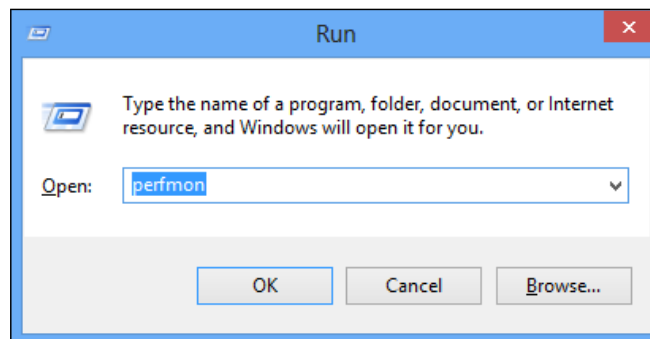 Run
Type the name of a program, folder, document, or Internet
resource, and Windows will open it for you.
Open: perfmon
OK Cancel Browse...